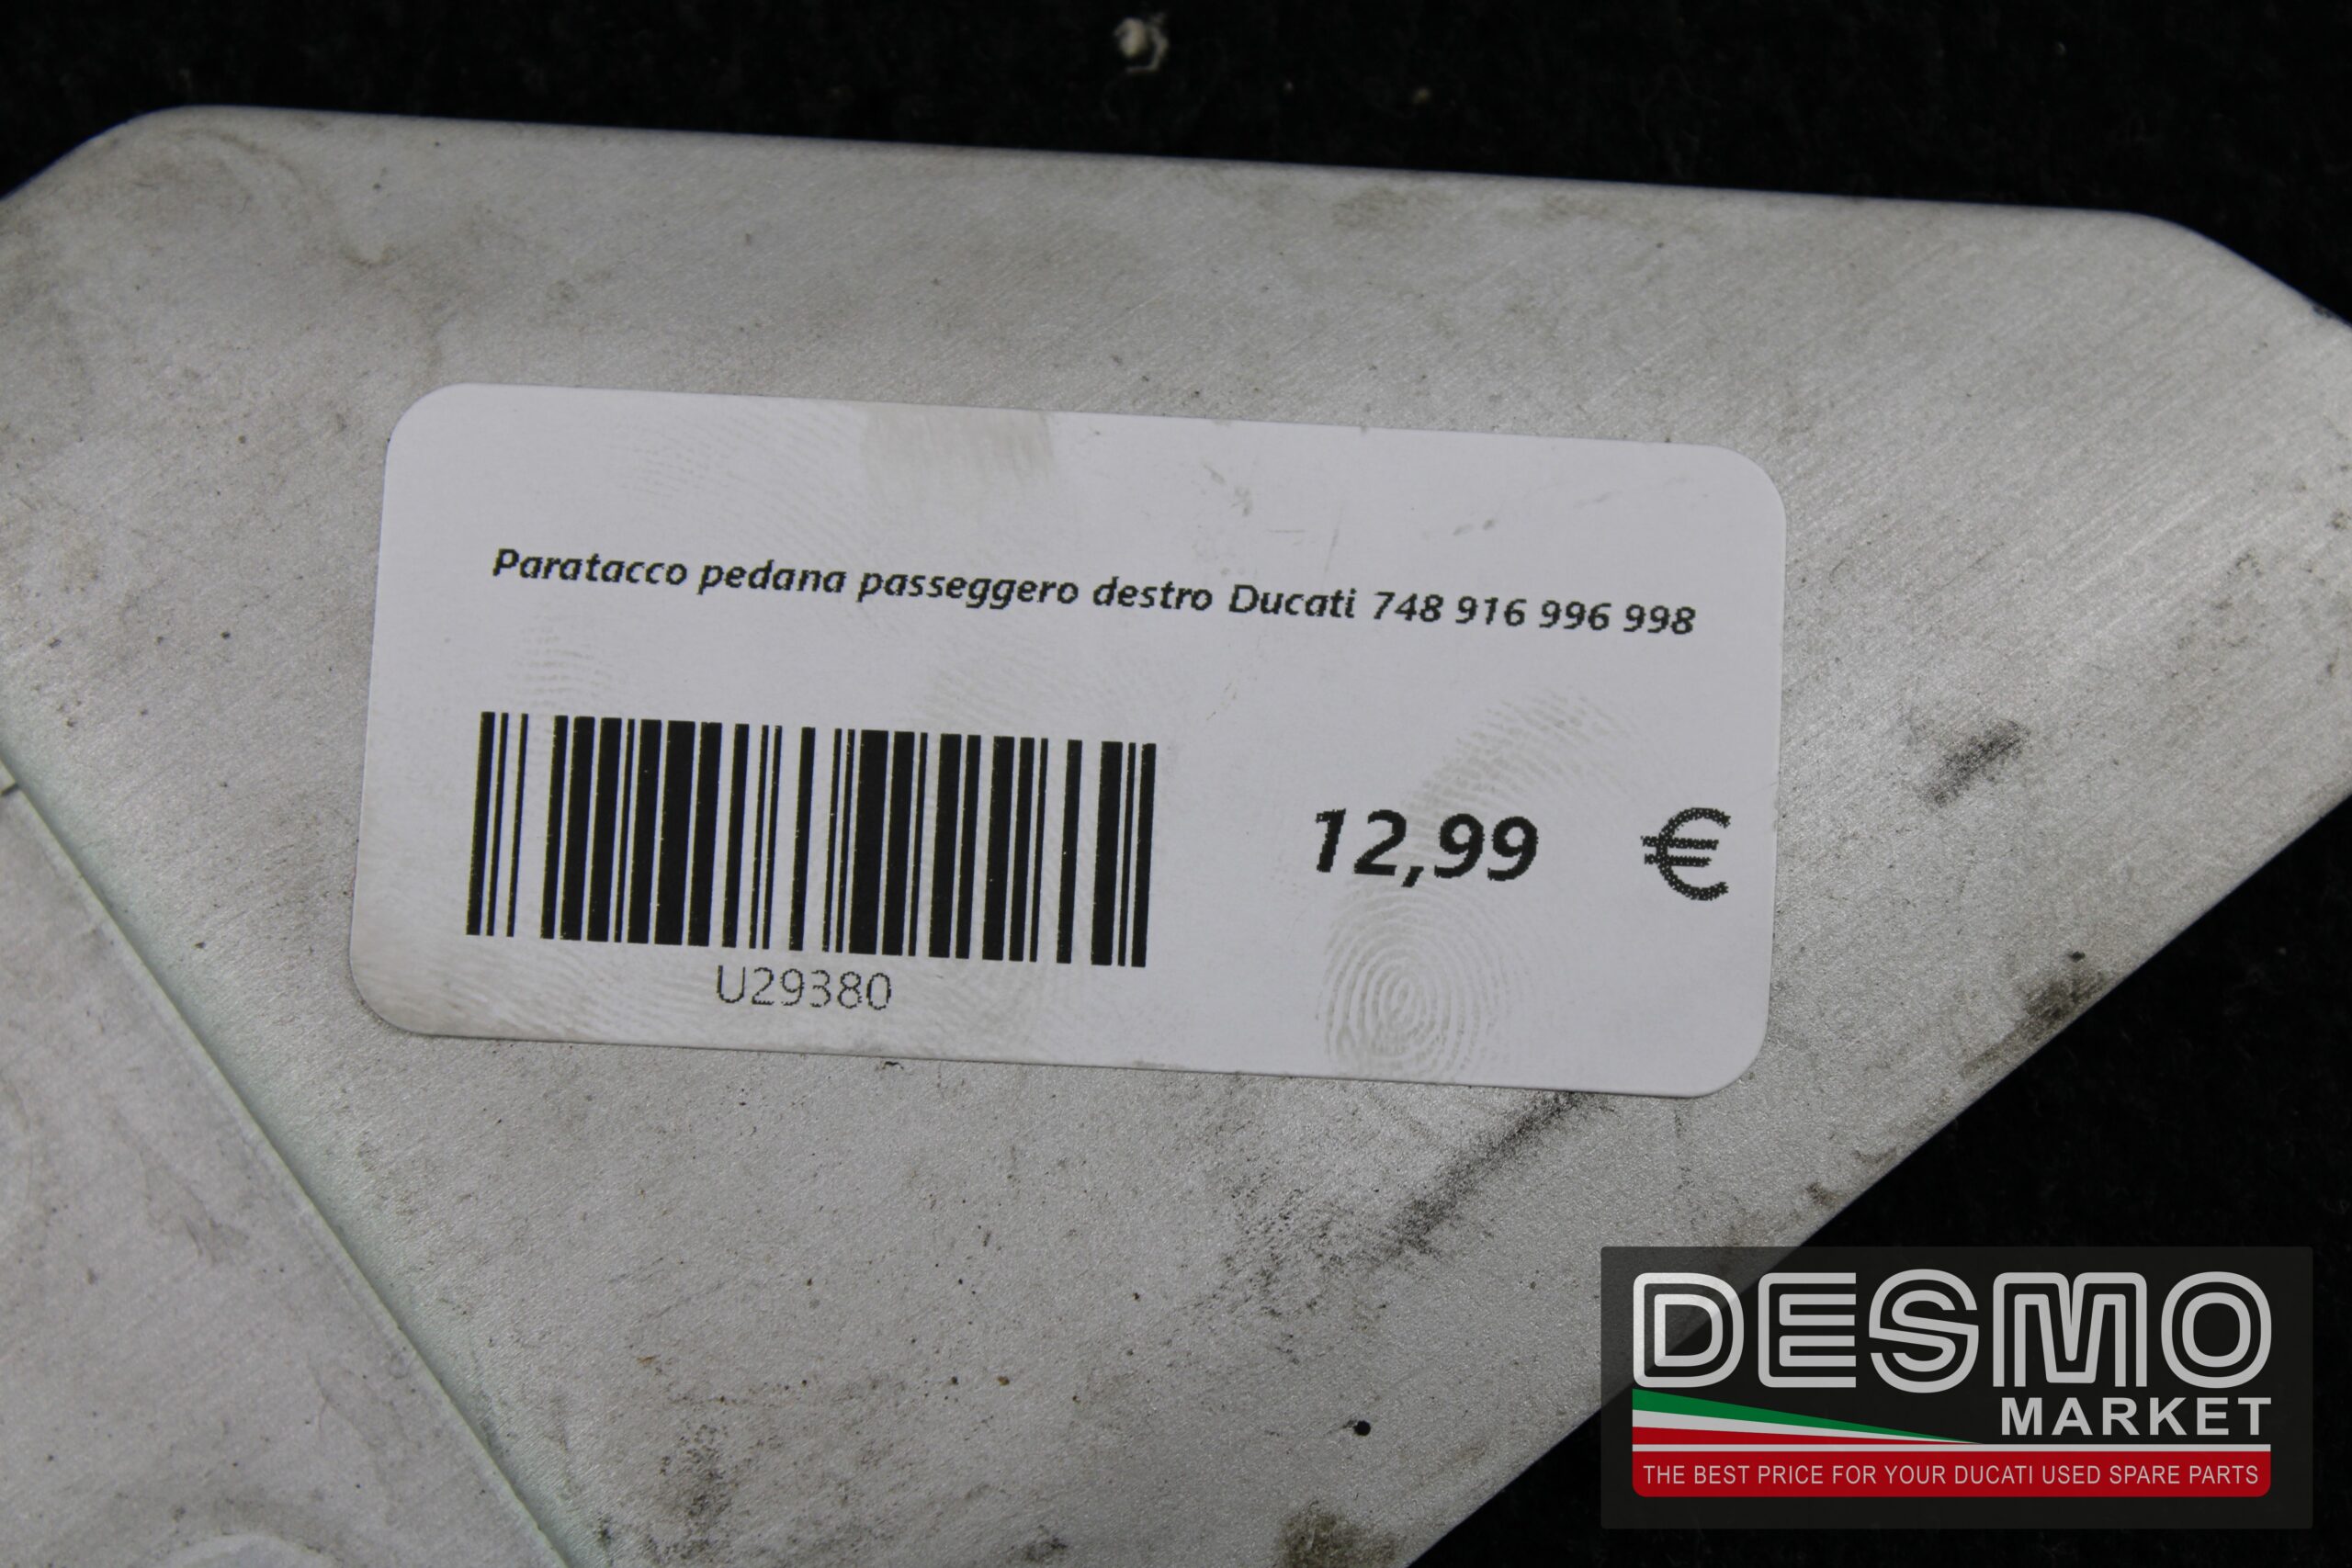 Paratacco pedana passeggero destro Ducati 748 916 996 998
12,99 €
U29380
DESMO
MARKET
THE BEST PRICE FOR YOUR DUCATI USED SPARE PARTS